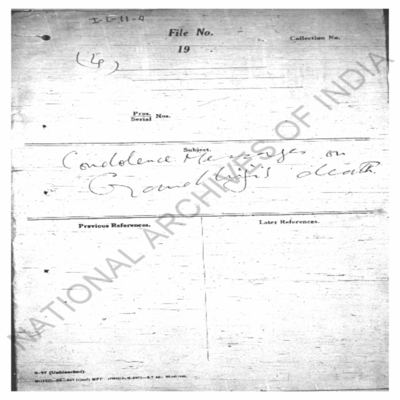 File No.
19
Collection No.
(4)
Pros.
Serial Nos.
Subject.
Condolence Messages on
Gandhiji's death.
Previous References.
Later References.
NATIONAL ARCHIVES OF INDIA